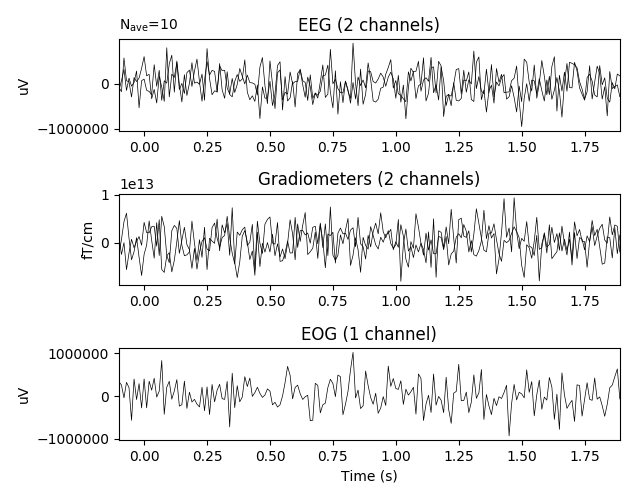 N_ave=10
EEG (2 channels)
uV
0
−1000000
0.00 0.25 0.50 0.75 1.00 1.25 1.50 1.75
Gradiometers (2 channels)
1e13
fT/cm
1
0
0.00 0.25 0.50 0.75 1.00 1.25 1.50 1.75
EOG (1 channel)
uV
1000000
0
−1000000
0.00 0.25 0.50 0.75 1.00 1.25 1.50 1.75
Time (s)